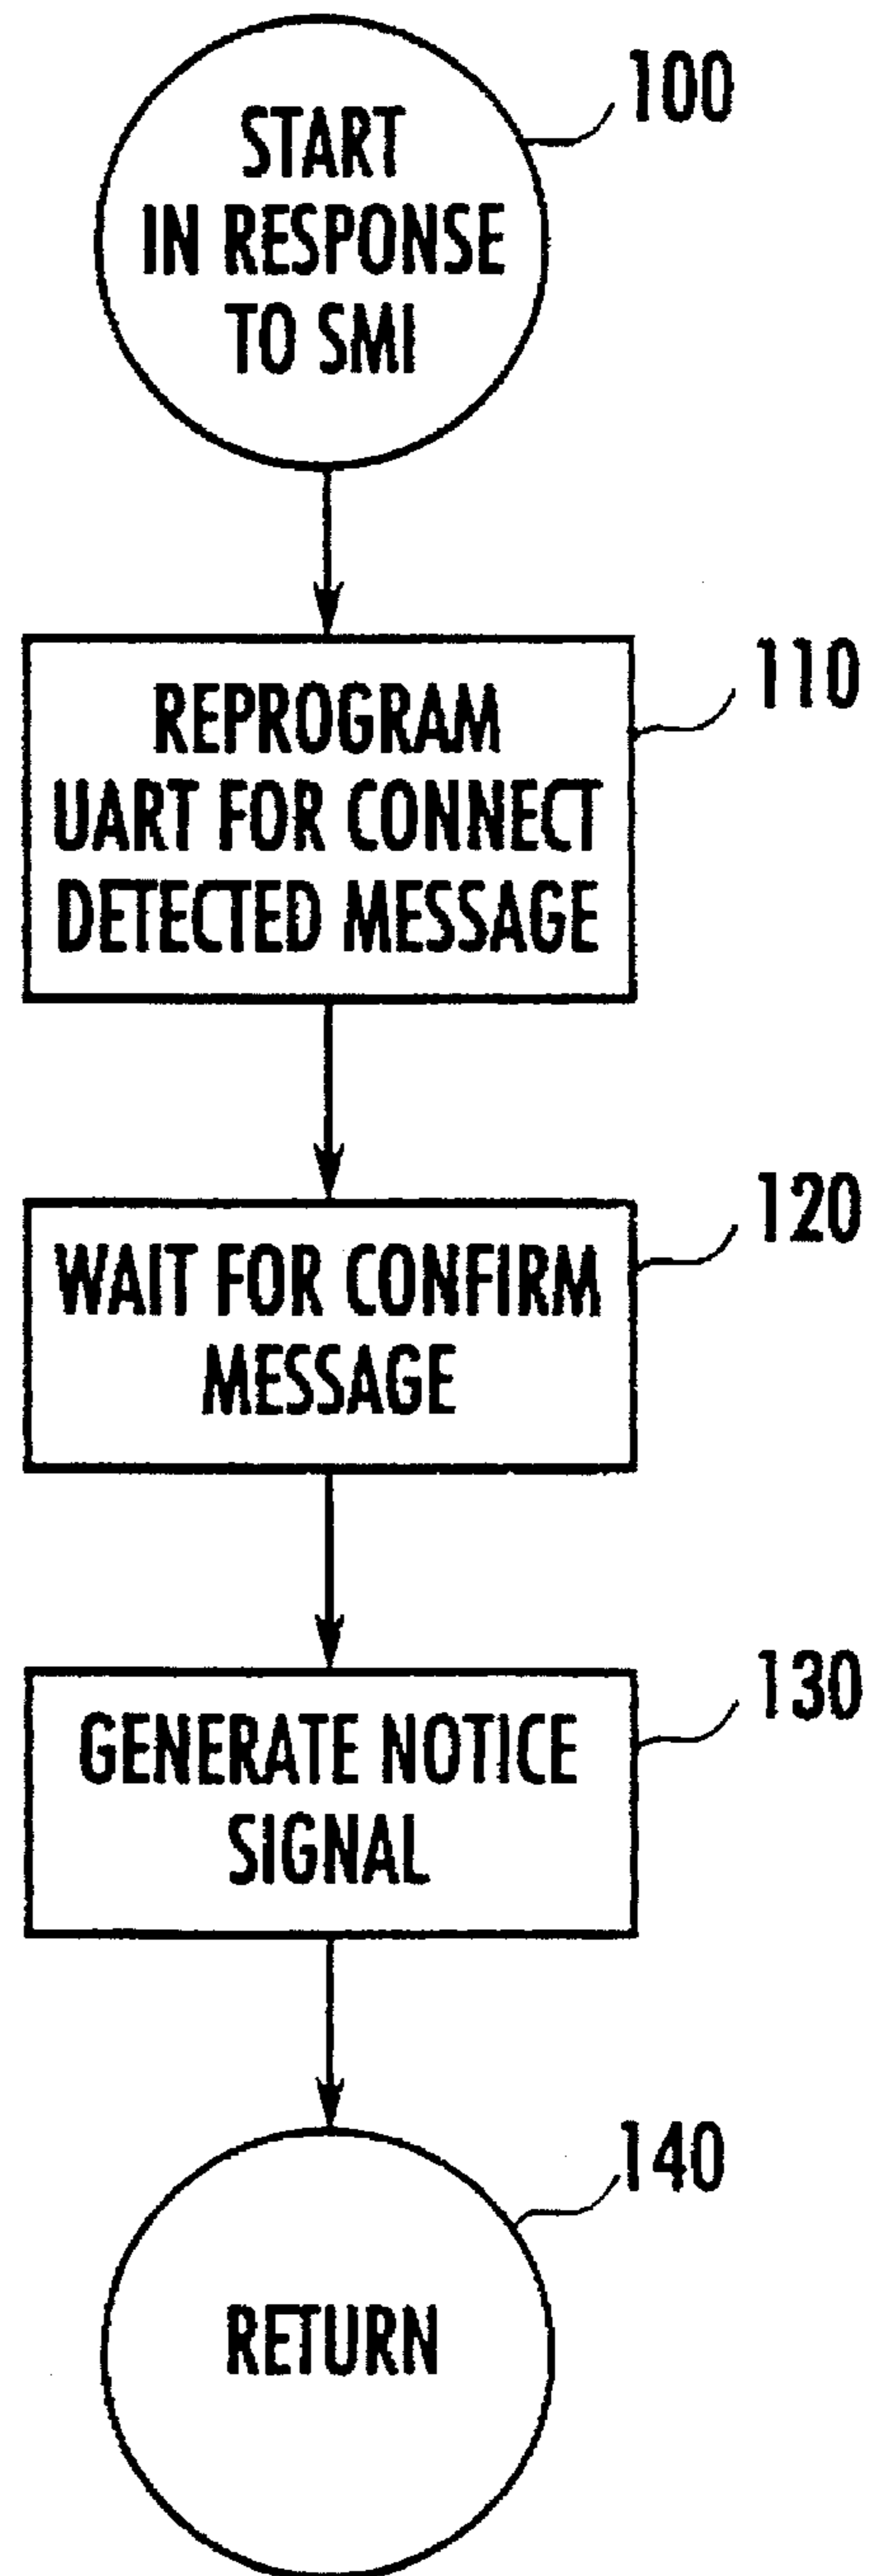 START
IN RESPONSE
TO SMI
100
REPROGRAM
UART FOR CONNECT
DETECTED MESSAGE
110
WAIT FOR CONFIRM
MESSAGE
120
GENERATE NOTICE
SIGNAL
130
RETURN
140